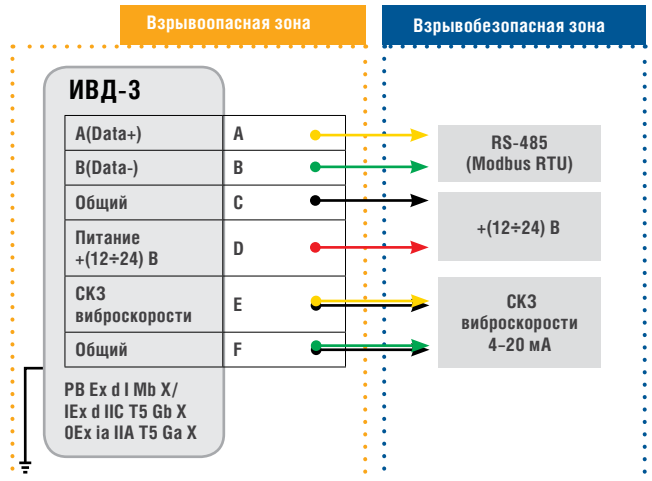 Взрывоопасная зона
Взрывобезопасная зона
ИВД-3
A(Data+) A
B(Data-) B
Общий C
Питание
+(12÷24) В D
СКЗ
виброскорости E
Общий F
PB Ex d I Mb X/
IEx d IIC T5 Gb X
0Ex ia IIA T5 Ga X
RS-485
(Modbus RTU)
+(12÷24) В
СКЗ
виброскорости
4-20 мА